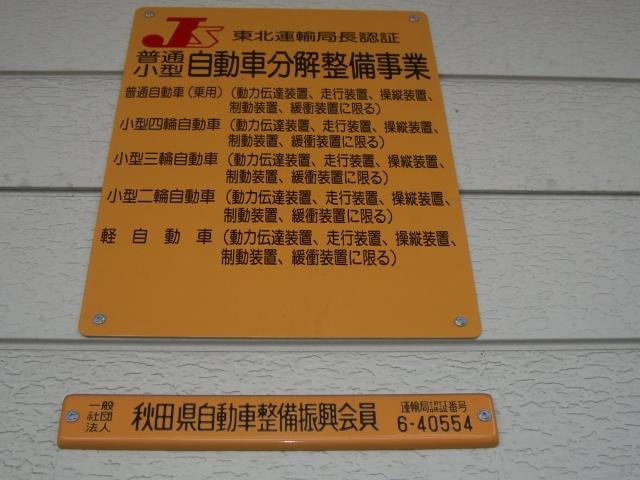 JS 東北運輸局長認証
普通小型 自動車分解整備事業
普通自動車(乗用)(動力伝達装置、走行装置、操縦装置、
制動装置、緩衝装置に限る)
小型四輪自動車(動力伝達装置、走行装置、操縦装置、
制動装置、緩衝装置に限る)
小型三輪自動車(動力伝達装置、走行装置、操縦装置、
制動装置、緩衝装置に限る)
小型二輪自動車(動力伝達装置、走行装置、操縦装置、
制動装置、緩衝装置に限る)
軽自動車(動力伝達装置、走行装置、操縦装置、
制動装置、緩衝装置に限る)
一般
社団
法人
秋田県自動車整備振興会員
運輸局長認証番号
6-40554